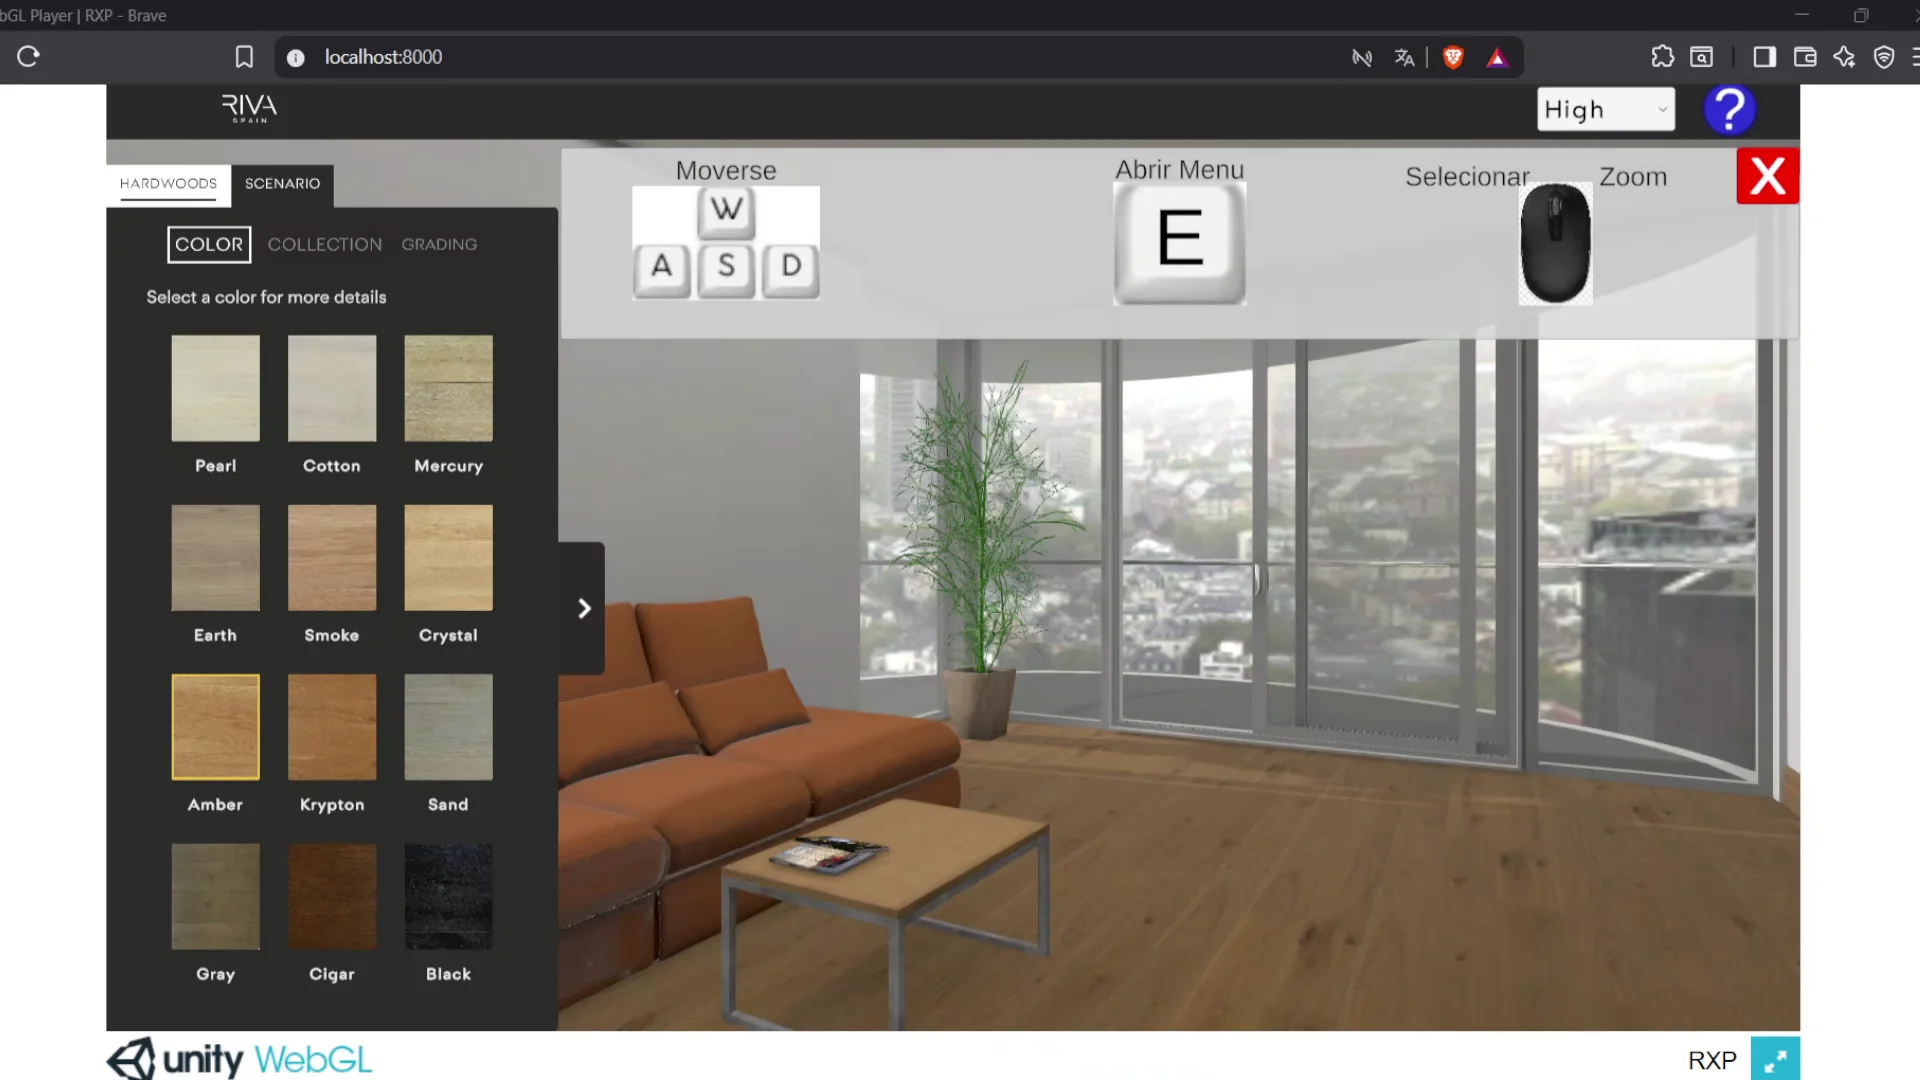 bGL Player | RXP - Brave
localhost:8000
RIVA
SPAIN
High
?
HARDWOODS
SCENARIO
Moverse
W
A S D
Abrir Menu
E
Selecionar
Zoom
X
COLOR
COLLECTION
GRADING
Select a color for more details
Pearl
Cotton
Mercury
Earth
Smoke
Crystal
Amber
Krypton
Sand
Gray
Cigar
Black
unity WebGL
RXP